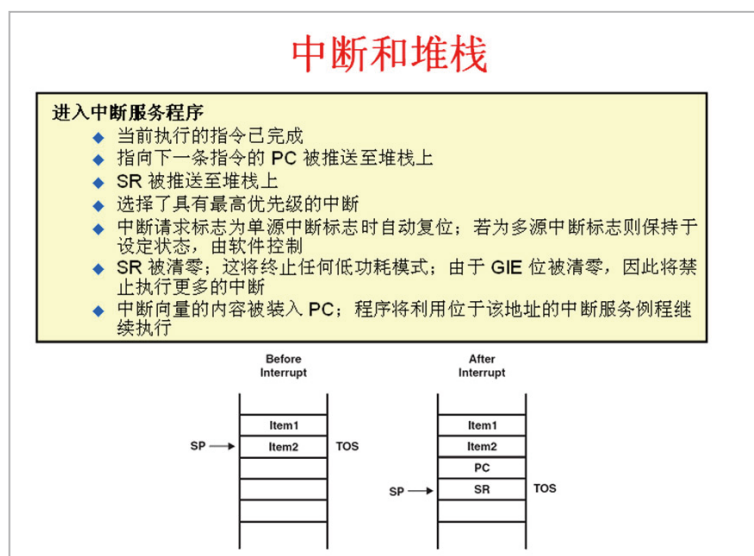 中断和堆栈
进入中断服务程序
◆ 当前执行的指令已完成
◆ 指向下一条指令的 PC 被推送至堆栈上
◆ SR 被推送至堆栈上
◆ 选择了具有最高优先级的中断
◆ 中断请求标志为单源中断标志时自动复位；若为多源中断标志则保持于
设定状态，由软件控制
◆ SR 被清零；这将终止任何低功耗模式；由于 GIE 位被清零，因此将禁
止执行更多的中断
◆ 中断向量的内容被装入 PC；程序将利用位于该地址的中断服务例程继
续执行
Before
Interrupt
Item1
SP
Item2
TOS
After
Interrupt
Item1
Item2
PC
SP
SR
TOS